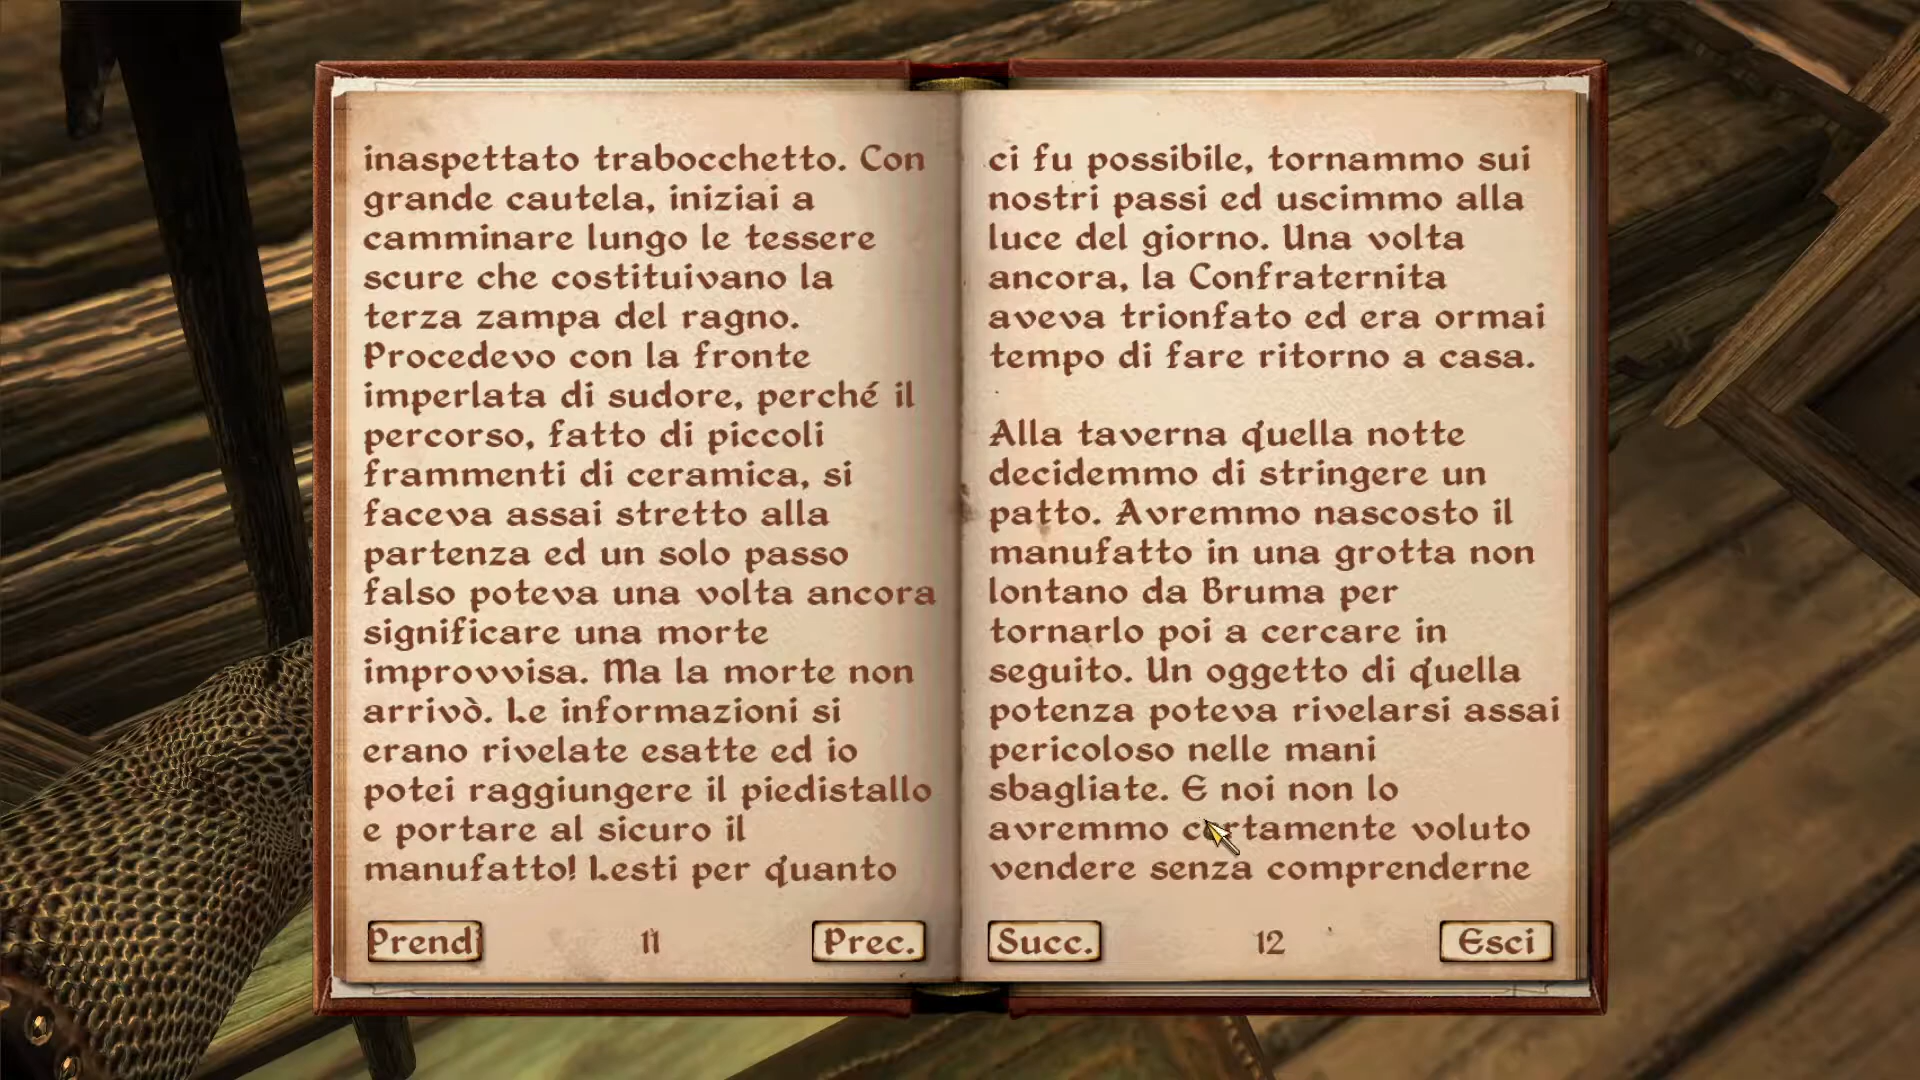 inaspettato trabocchetto. Con
grande cautela, iniziai a
camminare lungo le tessere
scure che costituivano la
terza zampa del ragno.
Procedevo con la fronte
imperlata di sudore, perché il
percorso, fatto di piccoli
frammenti di ceramica, si
faceva assai stretto alla
partenza ed un solo passo
falso poteva una volta ancora
significare una morte
improvvisa. Ma la morte non
arrivò. Le informazioni si
erano rivelate esatte ed io
potei raggiungere il piedistallo
e portare al sicuro il
manufatto! Lesti per quanto
ci fu possibile, tornammo sui
nostri passi ed uscimmo alla
luce del giorno. Una volta
ancora, la Confraternita
aveva trionfato ed era ormai
tempo di fare ritorno a casa.
Alla taverna quella notte
decidemmo di stringere un
patto. Avremmo nascosto il
manufatto in una grotta non
lontano da Bruma per
tornarlo poi a cercare in
seguito. Un oggetto di quella
potenza poteva rivelarsi assai
pericoloso nelle mani
sbagliate. E noi non lo
avremmo certamente voluto
vendere senza comprenderne
Prendi 11 Prec.
Succ. 12 Esci